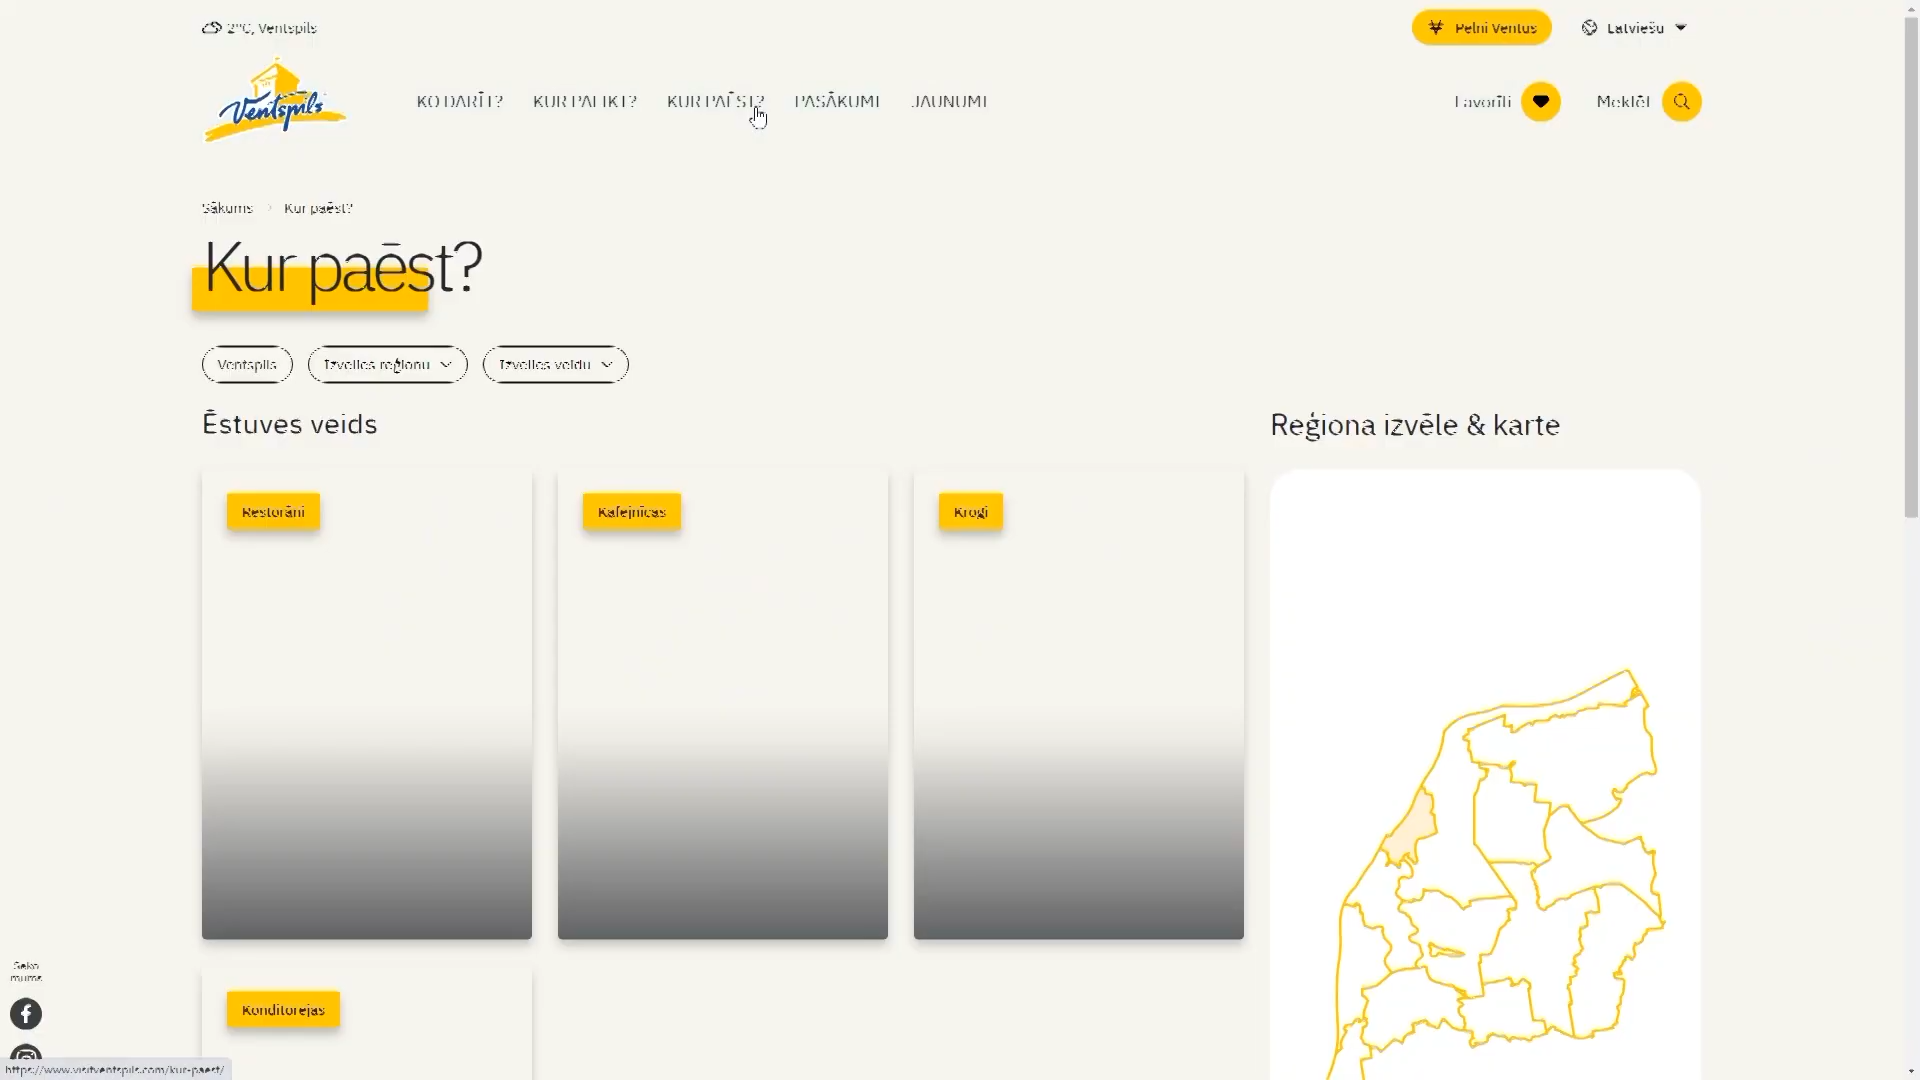 2°C, Ventspils
Pelni Ventus
Latviešu
Ventspils
KO DARĪT?
KUR PALIKT?
KUR PAĒST?
PASĀKUMI
JAUNUMI
Favorīti
Meklēt
Sākums > Kur paēst?
Kur paēst?
Ventspils
Izvēlies reģionu
Izvēlies veidu
Ēstuves veids
Reģiona izvēle & karte
Restorāni
Kafejnīcas
Krogi
Seko
mums
Konditorejas
https://www.visitventspils.com/kur-paest/